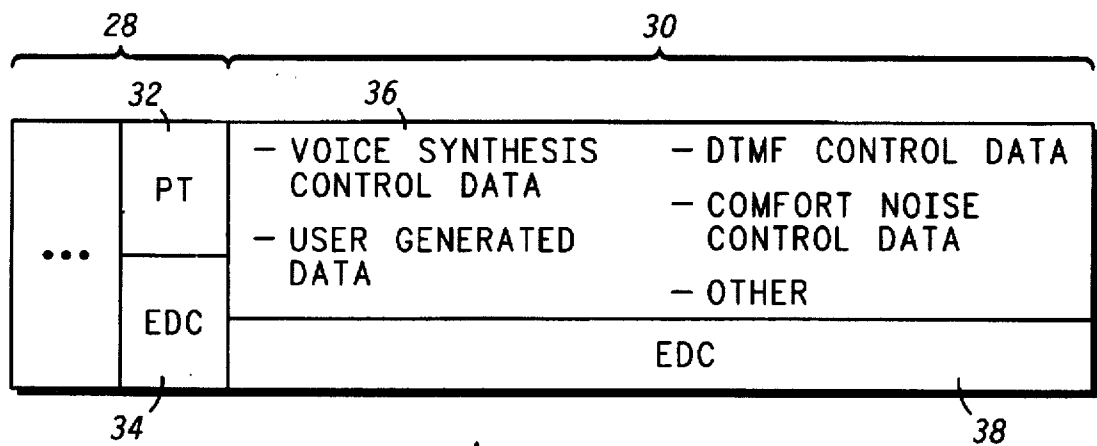 28 30
32 36
PT
– VOICE SYNTHESIS
CONTROL DATA
– USER GENERATED
DATA
– DTMF CONTROL DATA
– COMFORT NOISE
CONTROL DATA
– OTHER
•••
EDC
EDC
34 38